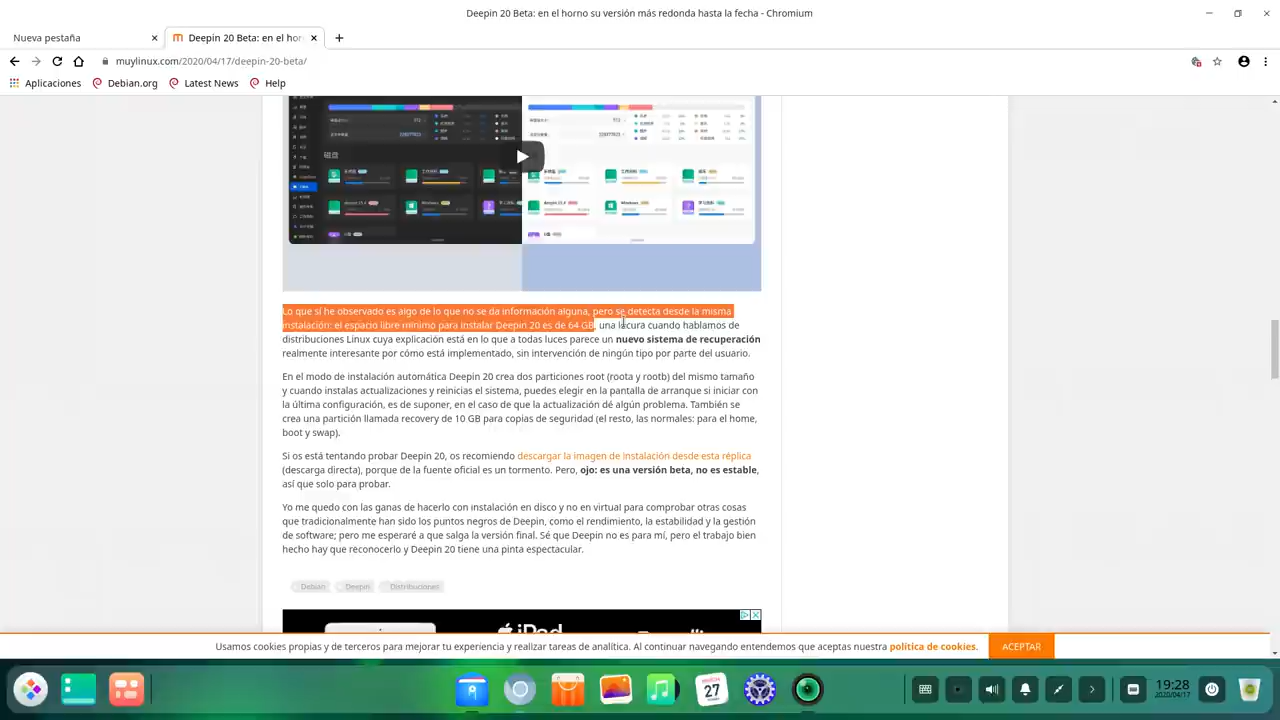 Deepin 20 Beta: en el horno su versión más redonda hasta la fecha - Chromium
Nueva pestaña
Deepin 20 Beta: en el hor
muylinux.com/2020/04/17/deepin-20-beta/
Aplicaciones Debian.org Latest News Help
磁盘
Windows
Windows
Lo que sí he observado es algo de lo que no se da información alguna, pero se detecta desde la misma
instalación: el espacio libre mínimo para instalar Deepin 20 es de 64 GB, una locura cuando hablamos de
distribuciones Linux cuya explicación está en lo que a todas luces parece un nuevo sistema de recuperación
realmente interesante por cómo está implementado, sin intervención de ningún tipo por parte del usuario.
En el modo de instalación automática Deepin 20 crea dos particiones root (roota y rootb) del mismo tamaño
y cuando instalas actualizaciones y reinicias el sistema, puedes elegir en la pantalla de arranque si iniciar con
la última configuración, es de suponer, en el caso de que la actualización dé algún problema. También se
crea una partición llamada recovery de 10 GB para copias de seguridad (el resto, las normales: para el home,
boot y swap).
Si os está tentando probar Deepin 20, os recomiendo descargar la imagen de instalación desde esta réplica
(descarga directa), porque de la fuente oficial es un tormento. Pero, ojo: es una versión beta, no es estable,
así que solo para probar.
Yo me quedo con las ganas de hacerlo con instalación en disco y no en virtual para comprobar otras cosas
que tradicionalmente han sido los puntos negros de Deepin, como el rendimiento, la estabilidad y la gestión
de software; pero me esperaré a que salga la versión final. Sé que Deepin no es para mí, pero el trabajo bien
hecho hay que reconocerlo y Deepin 20 tiene una pinta espectacular.
Debian Deepin Distribuciones
iPad
Usamos cookies propias y de terceros para mejorar tu experiencia y realizar tareas de analítica. Al continuar navegando entendemos que aceptas nuestra política de cookies. ACEPTAR
27
19:28
2020/04/17